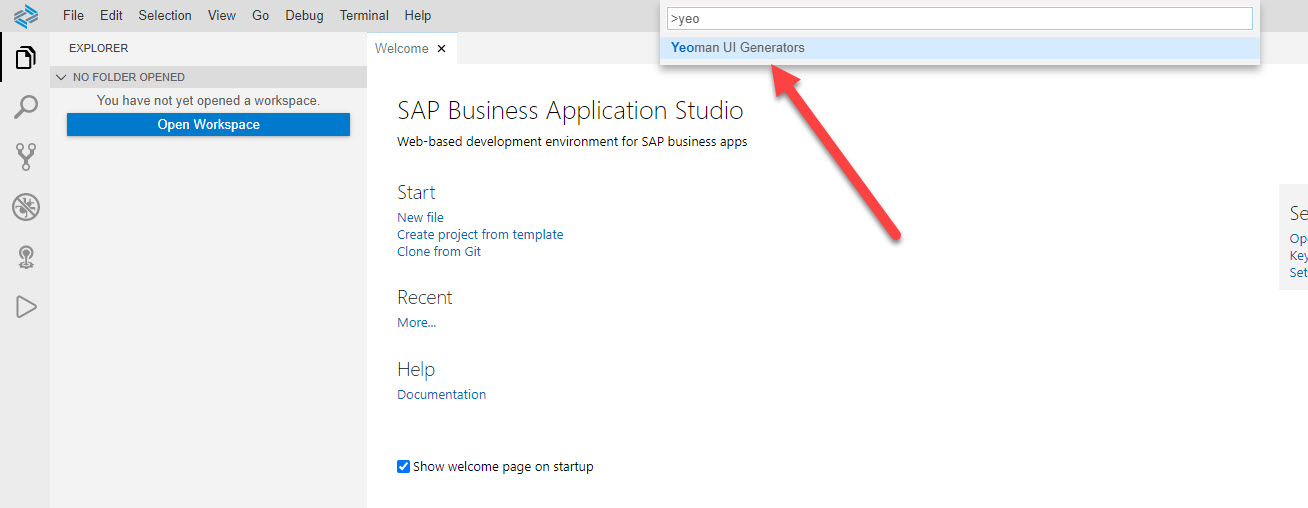 File Edit Selection View Go Debug Terminal Help
>yeo
Yeoman UI Generators
EXPLORER
NO FOLDER OPENED
You have not yet opened a workspace.
Open Workspace
Welcome
SAP Business Application Studio
Web-based development environment for SAP business apps
Start
New file
Create project from template
Clone from Git
Recent
More...
Help
Documentation
Show welcome page on startup
Se
Ope
Key
Set